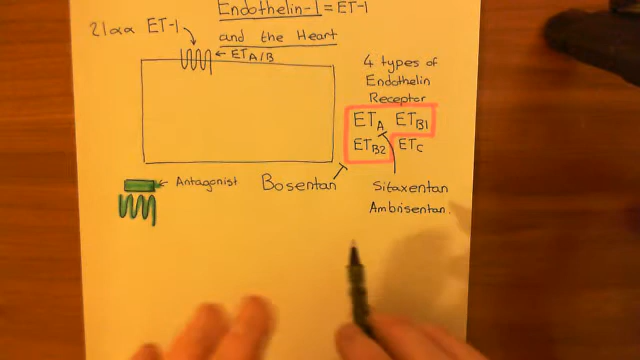 Endothelin-1 = ET-1
and the Heart
21aa ET-1
ETA/B
4 types of
Endothelin
Receptor
ETA ETB1
ETB2 ETC
Antagonist
Bosentan
Sitaxentan
Ambrisentan.